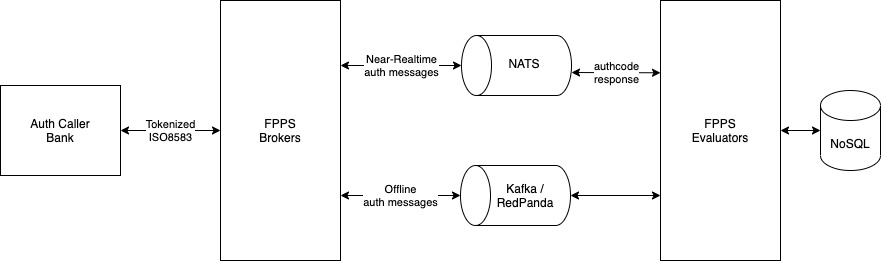 Auth Caller
Bank
Tokenized
ISO8583
FPPS
Brokers
Near-Realtime
auth messages
NATS
authcode
response
Offline
auth messages
Kafka /
RedPanda
FPPS
Evaluators
NoSQL